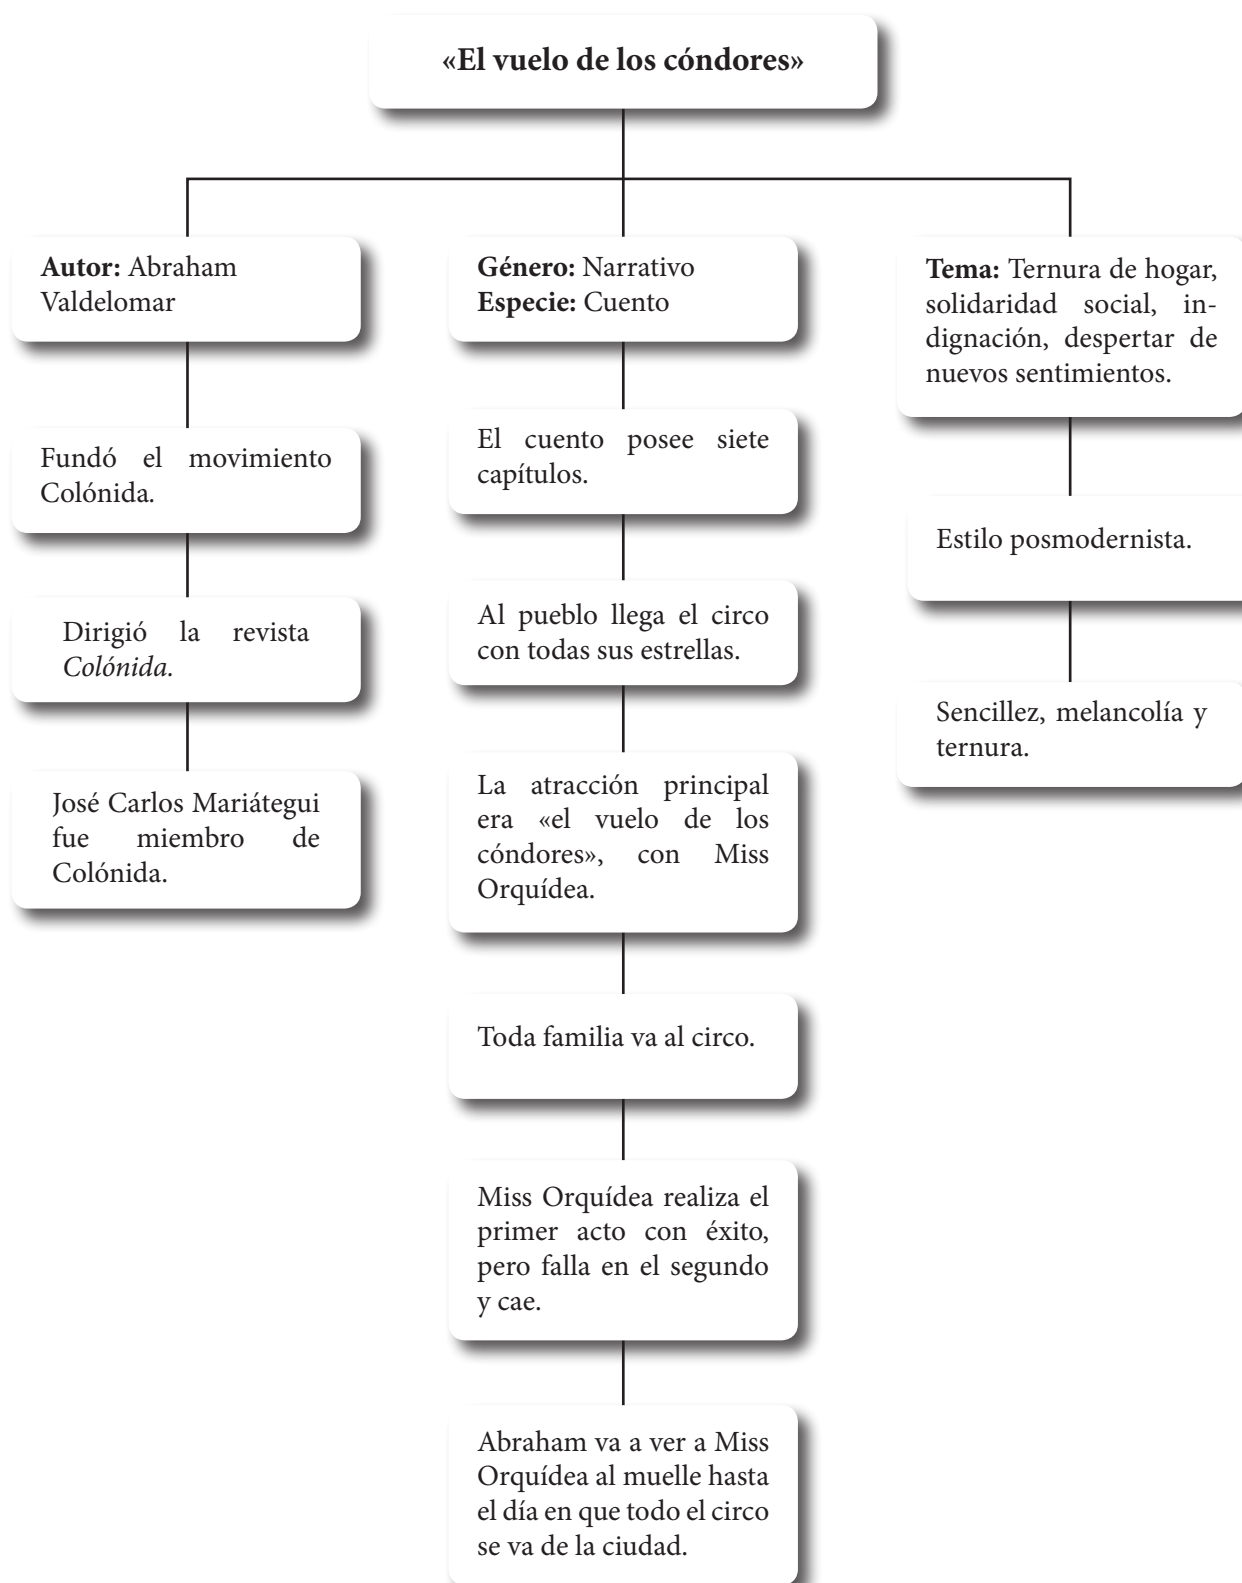 «El vuelo de los cóndores»
Autor: Abraham
Valdelomar
Fundó el movimiento
Colónida.
Dirigió la revista
Colónida.
José Carlos Mariátegui
fue miembro de
Colónida.
Género: Narrativo
Especie: Cuento
El cuento posee siete
capítulos.
Al pueblo llega el circo
con todas sus estrellas.
La atracción principal
era «el vuelo de los
cóndores», con Miss
Orquídea.
Toda familia va al circo.
Miss Orquídea realiza el
primer acto con éxito,
pero falla en el segundo
y cae.
Abraham va a ver a Miss
Orquídea al muelle hasta
el día en que todo el circo
se va de la ciudad.
Tema: Ternura de hogar,
solidaridad social, in-
dignación, despertar de
nuevos sentimientos.
Estilo posmodernista.
Sencillez, melancolía y
ternura.